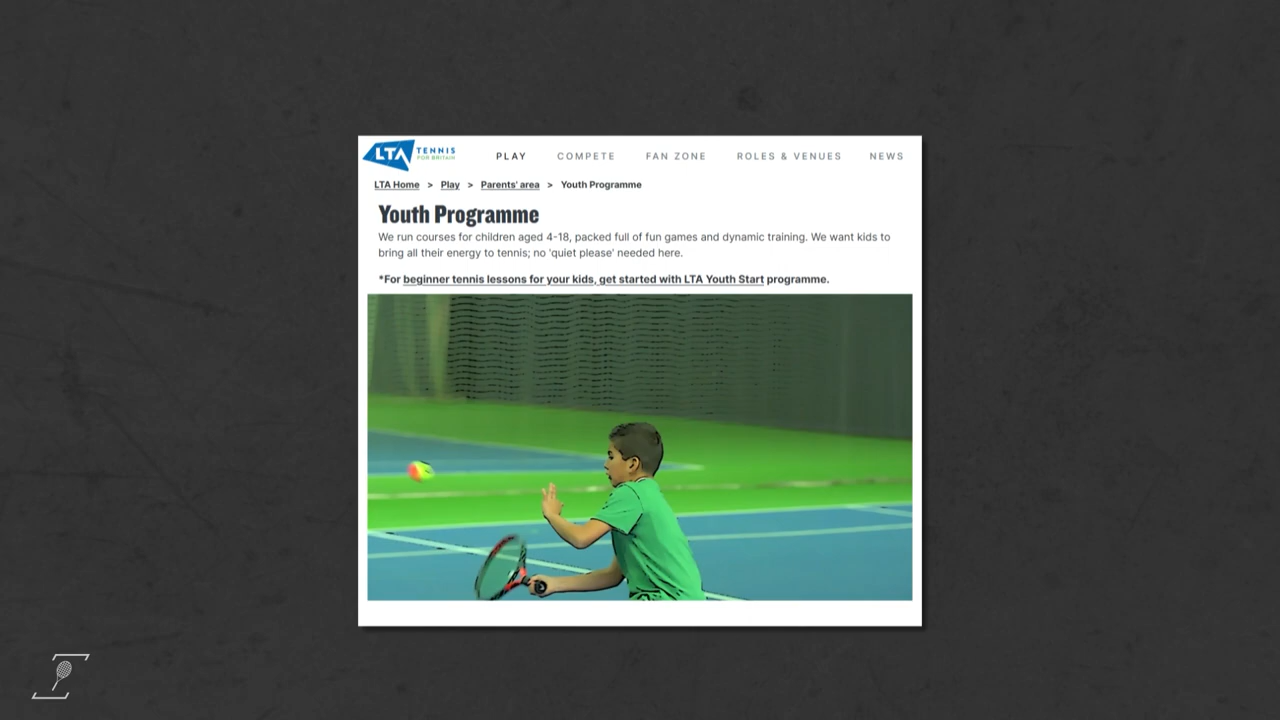 LTA TENNIS
FOR BRITAIN
PLAY COMPETE FAN ZONE ROLES & VENUES NEWS
LTA Home > Play > Parents' area > Youth Programme
Youth Programme
We run courses for children aged 4-18, packed full of fun games and dynamic training. We want kids to
bring all their energy to tennis; no 'quiet please' needed here.
*For beginner tennis lessons for your kids, get started with LTA Youth Start programme.